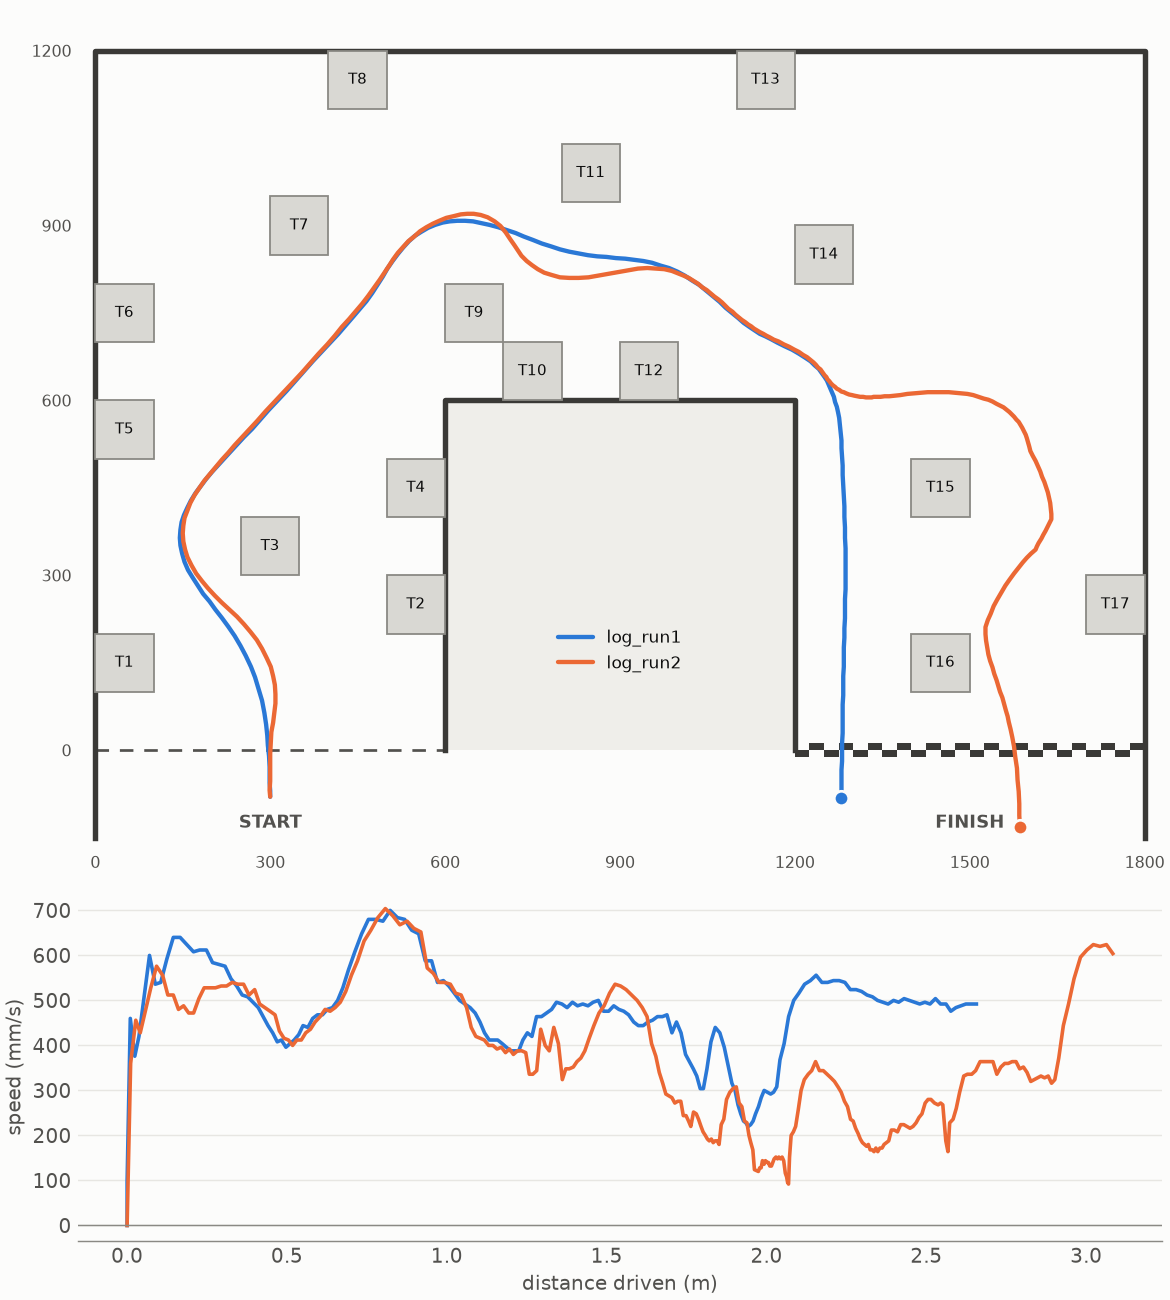 1200
T8
T13
T11
T7
900
T14
T6
T9
T10
T12
600
T5
T4
T15
T3
300
T2
T17
log_run1
log_run2
T1
T16
0
START
FINISH
0 300 600 900 1200 1500 1800
700
600
500
400
300
200
100
0
speed (mm/s)
0.0 0.5 1.0 1.5 2.0 2.5 3.0
distance driven (m)